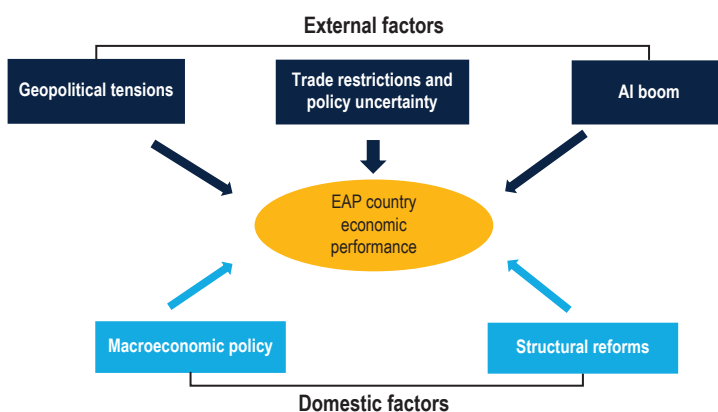 External factors
Geopolitical tensions
Trade restrictions and
policy uncertainty
AI boom
EAP country
economic
performance
Macroeconomic policy
Structural reforms
Domestic factors